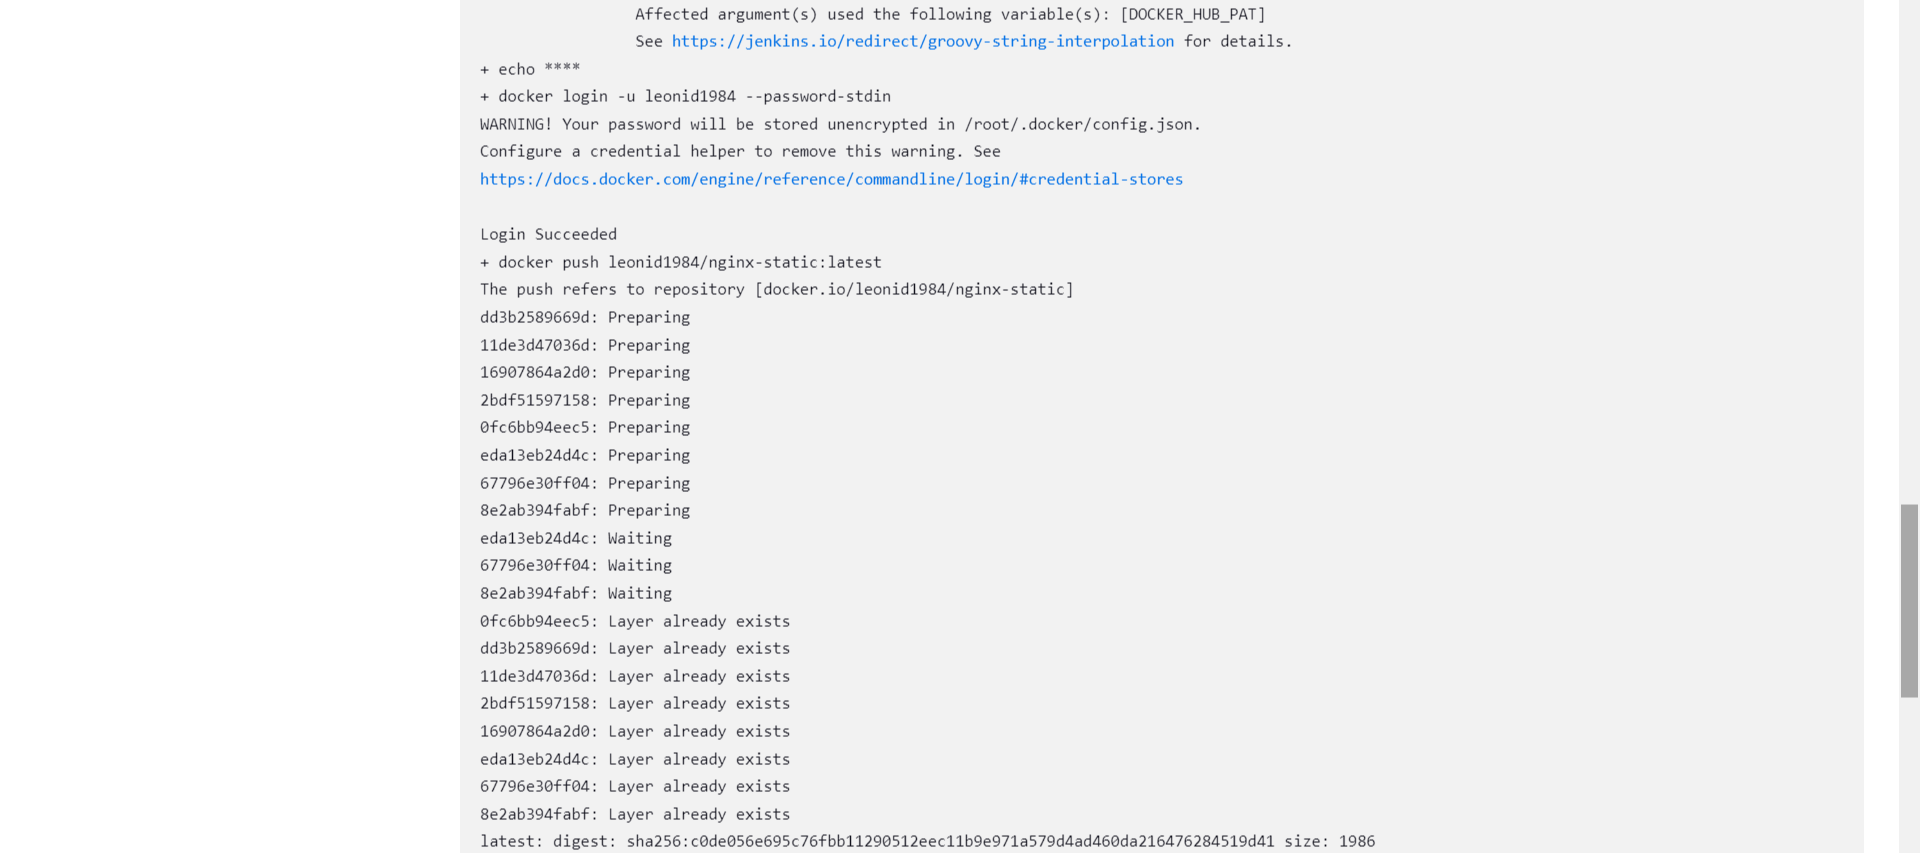 Affected argument(s) used the following variable(s): [DOCKER_HUB_PAT]
See https://jenkins.io/redirect/groovy-string-interpolation for details.
+ echo ****
+ docker login -u leonid1984 --password-stdin
WARNING! Your password will be stored unencrypted in /root/.docker/config.json.
Configure a credential helper to remove this warning. See
https://docs.docker.com/engine/reference/commandline/login/#credential-stores
Login Succeeded
+ docker push leonid1984/nginx-static:latest
The push refers to repository [docker.io/leonid1984/nginx-static]
dd3b2589669d: Preparing
11de3d47036d: Preparing
16907864a2d0: Preparing
2bdf51597158: Preparing
0fc6bb94eec5: Preparing
eda13eb24d4c: Preparing
67796e30ff04: Preparing
8e2ab394fabf: Preparing
eda13eb24d4c: Waiting
67796e30ff04: Waiting
8e2ab394fabf: Waiting
0fc6bb94eec5: Layer already exists
dd3b2589669d: Layer already exists
11de3d47036d: Layer already exists
2bdf51597158: Layer already exists
16907864a2d0: Layer already exists
eda13eb24d4c: Layer already exists
67796e30ff04: Layer already exists
8e2ab394fabf: Layer already exists
latest: digest: sha256:c0de056e695c76fbb11290512eec11b9e971a579d4ad460da216476284519d41 size: 1986